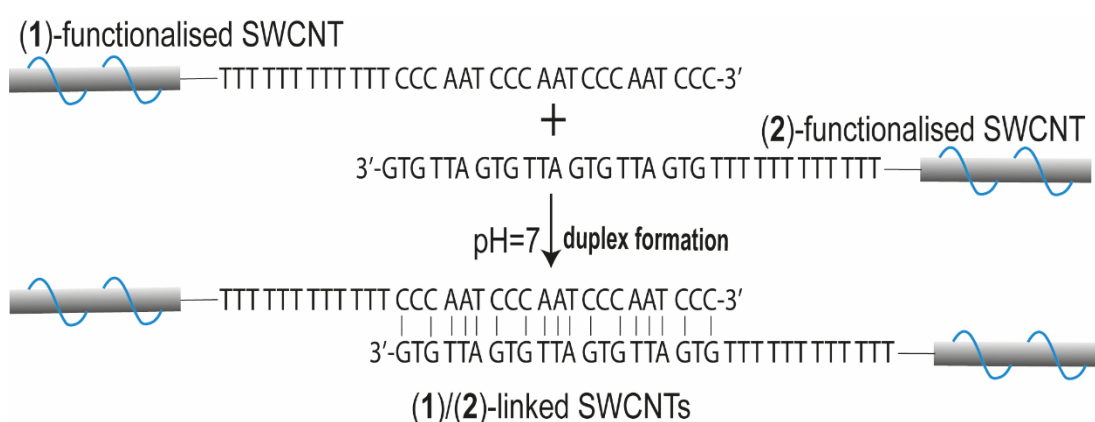 (1)-functionalised SWCNT
TTT TTT TTT TTT CCC AAT CCC AAT CCC AAT CCC-3′
+
(2)-functionalised SWCNT
3′-GTG TTA GTG TTA GTG TTA GTG TTT TTT TTT TTT
pH=7 duplex formation
TTT TTT TTT TTT CCC AAT CCC AAT CCC AAT CCC-3′
3′-GTG TTA GTG TTA GTG TTA GTG TTT TTT TTT TTT
(1)/(2)-linked SWCNTs